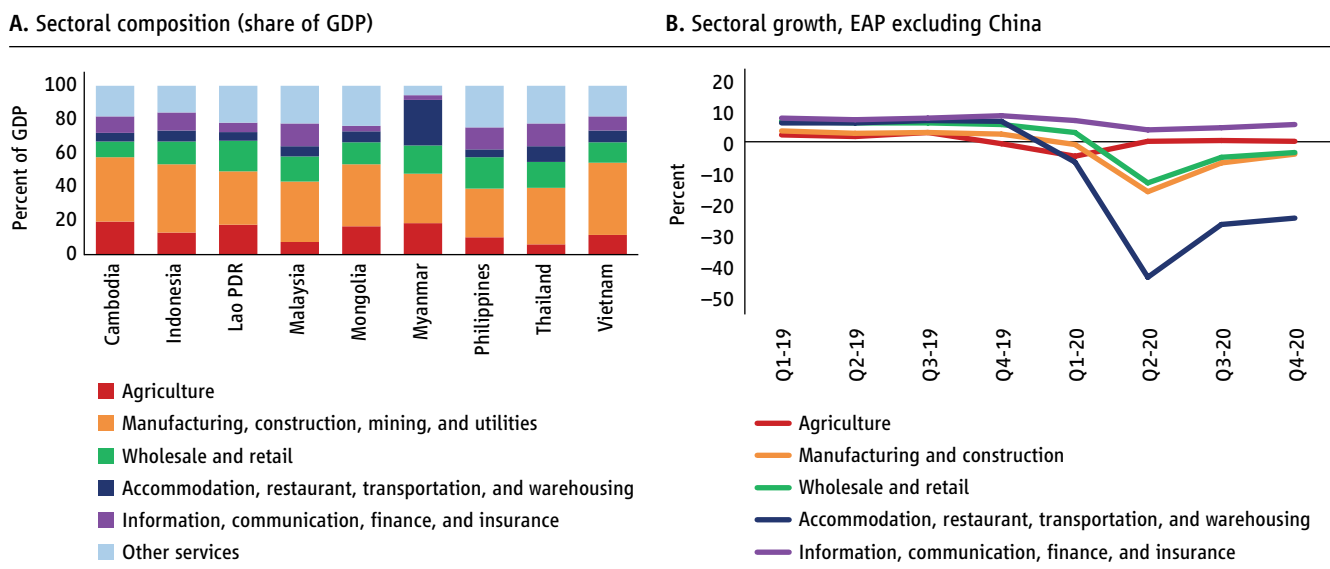 A. Sectoral composition (share of GDP)
Percent of GDP
100
80
60
40
20
0
Cambodia
Indonesia
Lao PDR
Malaysia
Mongolia
Myanmar
Philippines
Thailand
Vietnam
Agriculture
Manufacturing, construction, mining, and utilities
Wholesale and retail
Accommodation, restaurant, transportation, and warehousing
Information, communication, finance, and insurance
Other services
B. Sectoral growth, EAP excluding China
Percent
20
10
0
−10
−20
−30
−40
−50
Q1-19
Q2-19
Q3-19
Q4-19
Q1-20
Q2-20
Q3-20
Q4-20
Agriculture
Manufacturing and construction
Wholesale and retail
Accommodation, restaurant, transportation, and warehousing
Information, communication, finance, and insurance